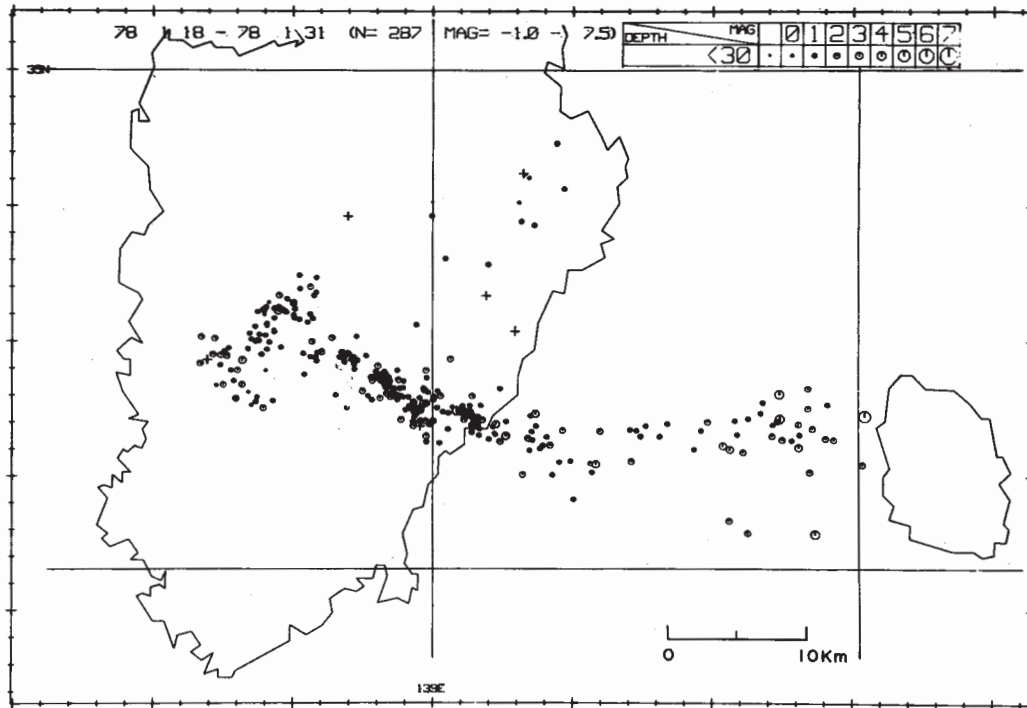 78 1 18 - 78 1 31 (N= 287 MAG= -1.0 - 7.5)
DEPTH MAG 0 1 2 3 4 5 6 7
<30
35N
0 10Km
139E